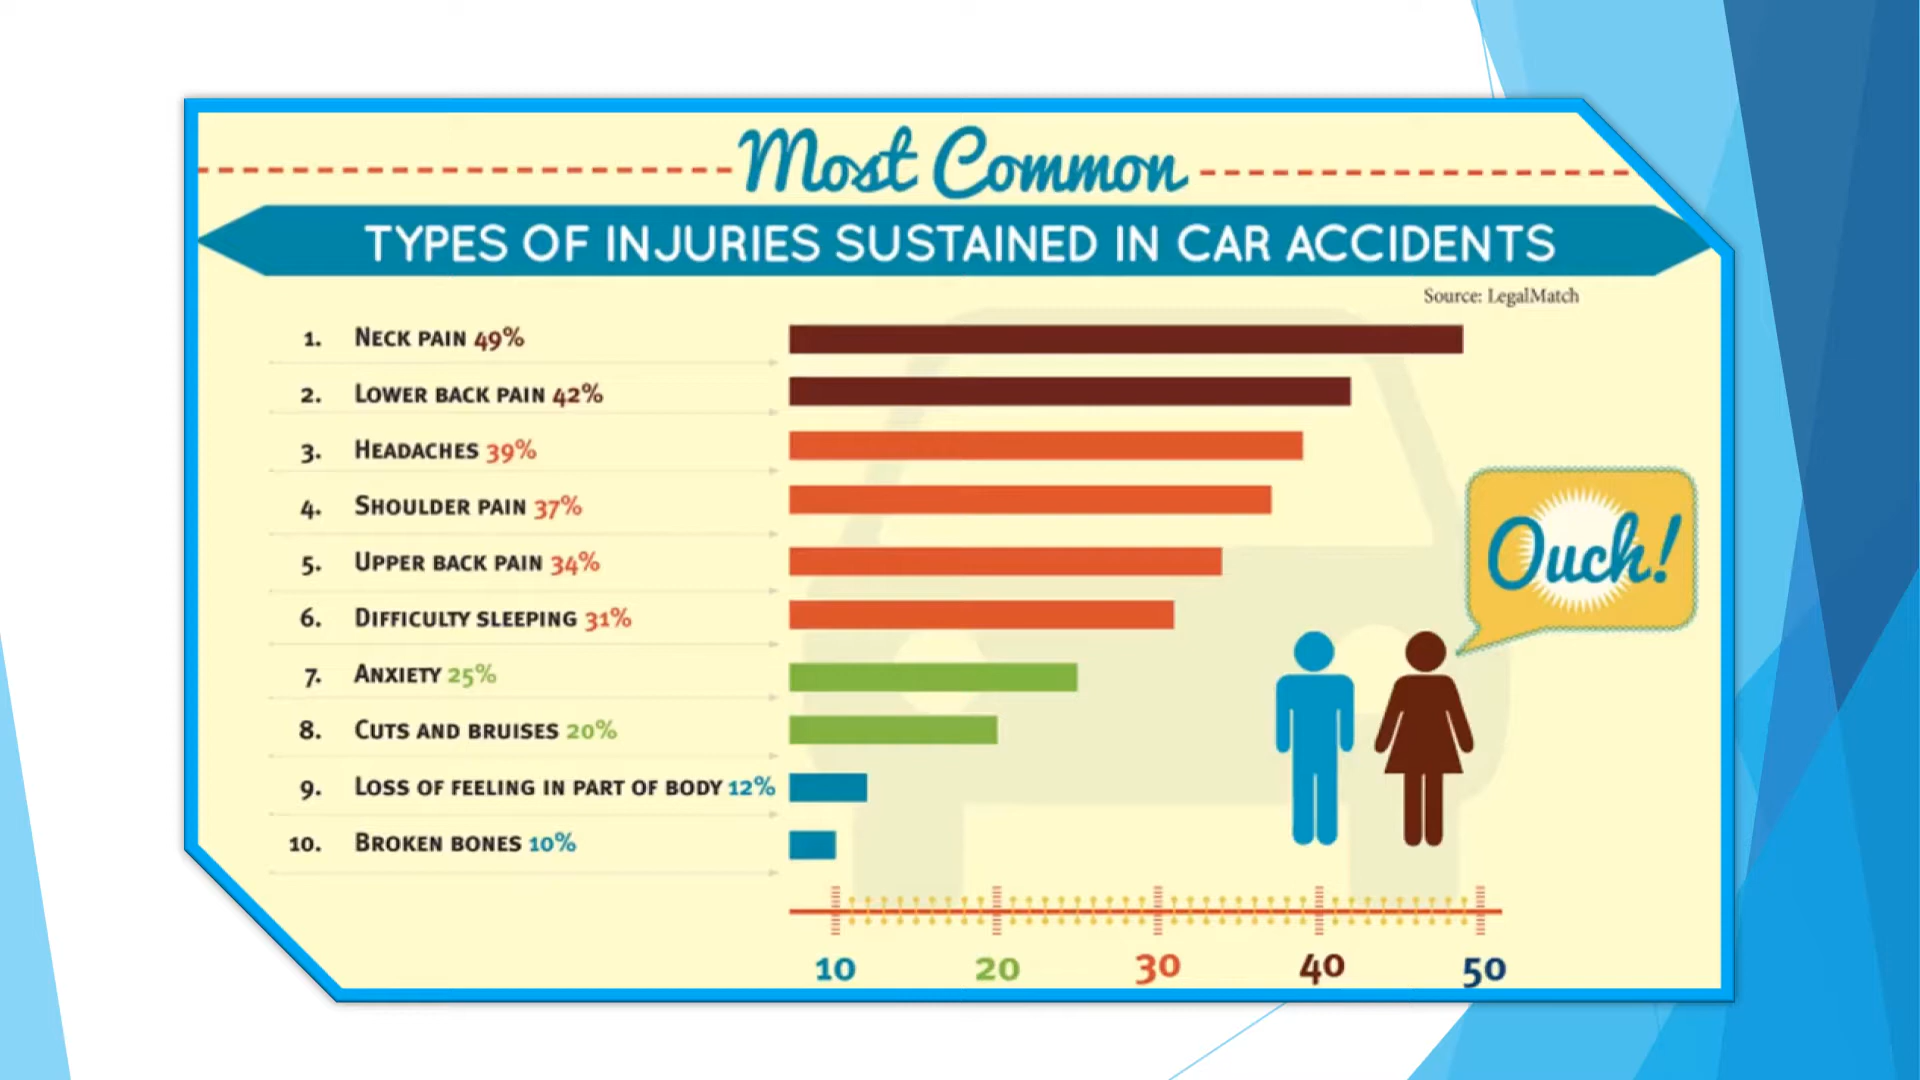 Most Common
TYPES OF INJURIES SUSTAINED IN CAR ACCIDENTS
Source: LegalMatch
1. NECK PAIN 49%
2. LOWER BACK PAIN 42%
3. HEADACHES 39%
4. SHOULDER PAIN 37%
5. UPPER BACK PAIN 34%
6. DIFFICULTY SLEEPING 31%
7. ANXIETY 25%
8. CUTS AND BRUISES 20%
9. LOSS OF FEELING IN PART OF BODY 12%
10. BROKEN BONES 10%
Ouch!
10 20 30 40 50